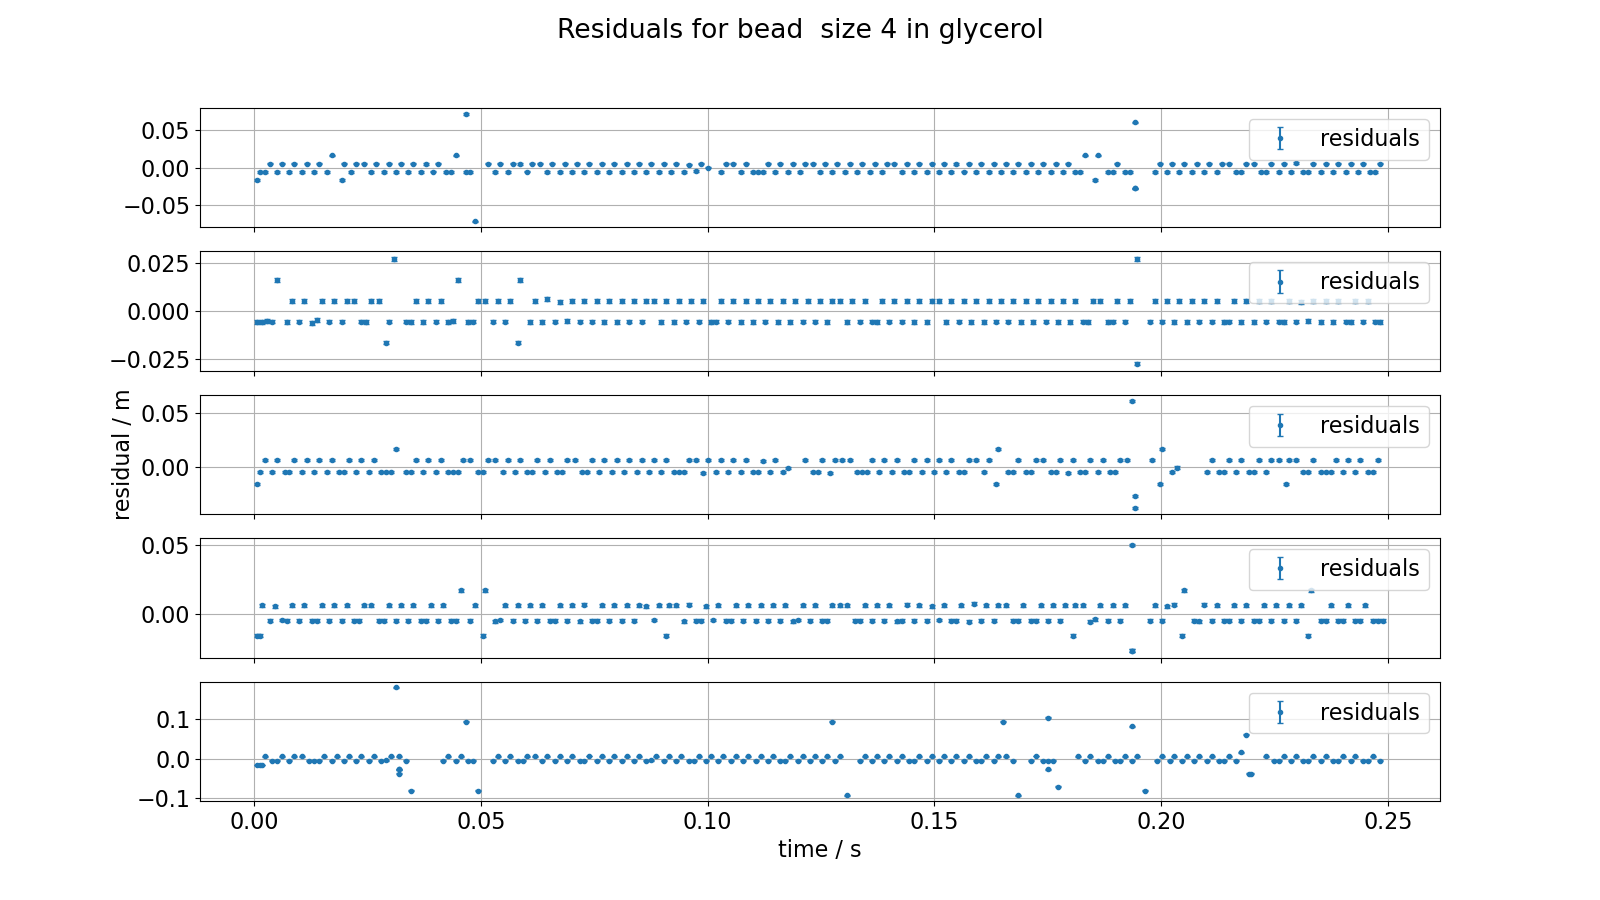 Residuals for bead  size 4 in glycerol
0.05
0.00
−0.05
residuals
0.025
0.000
−0.025
residuals
residual / m
0.05
0.00
residuals
0.05
0.00
residuals
0.1
0.0
−0.1
residuals
0.00 0.05 0.10 0.15 0.20 0.25
time / s